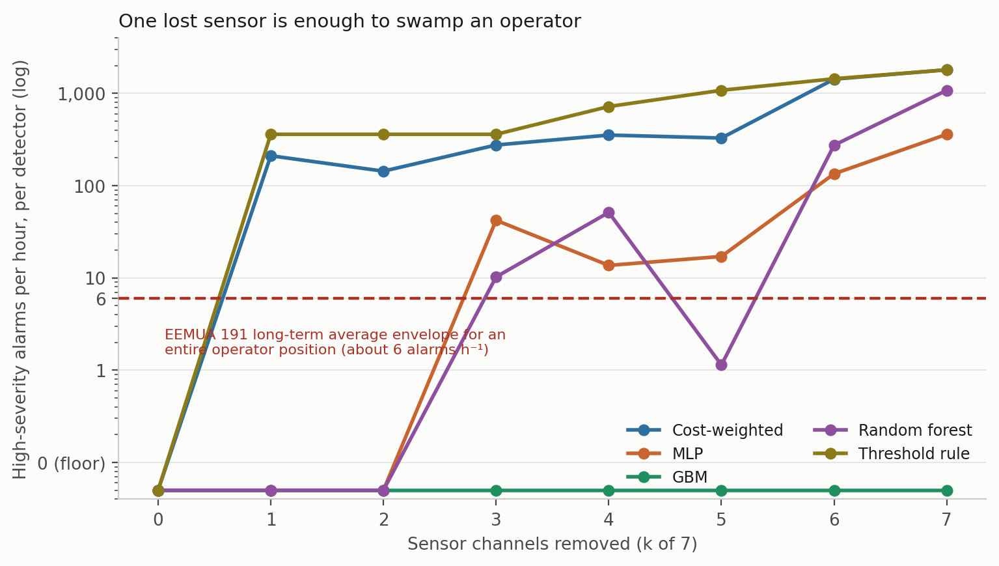 One lost sensor is enough to swamp an operator
High-severity alarms per hour, per detector (log)
1,000
100
10
6
1
0 (floor)
EEMUA 191 long-term average envelope for an
entire operator position (about 6 alarms h⁻¹)
Cost-weighted
MLP
GBM
Random forest
Threshold rule
0 1 2 3 4 5 6 7
Sensor channels removed (k of 7)